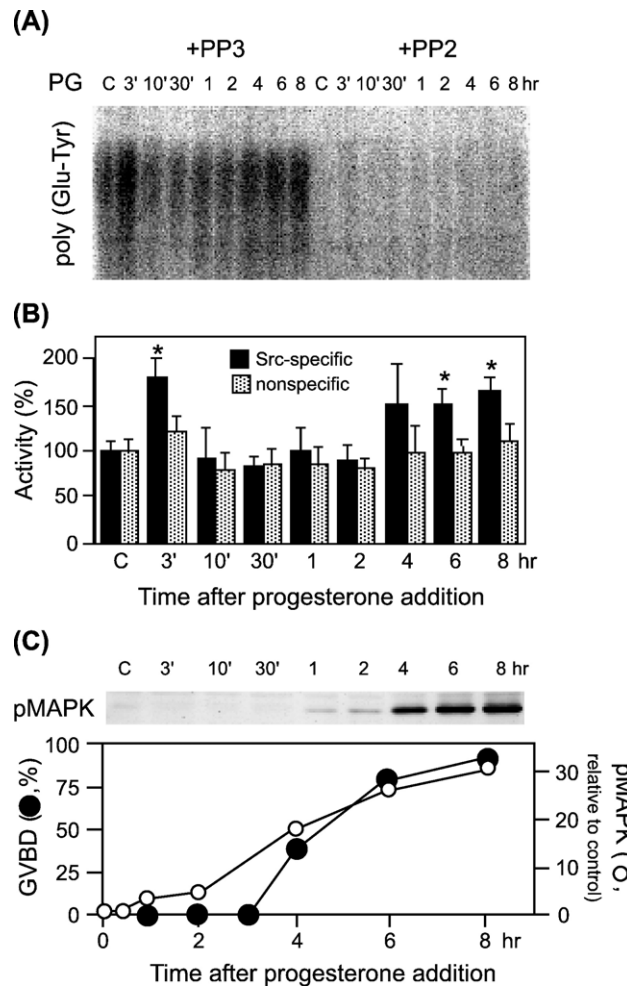 (A)
+PP3 +PP2
PG C 3' 10' 30' 1 2 4 6 8 C 3' 10' 30' 1 2 4 6 8 hr
poly (Glu-Tyr)
(B)
200
150
100
50
0
Activity (%)
* * *
Src-specific
nonspecific
C 3' 10' 30' 1 2 4 6 8 hr
Time after progesterone addition
(C)
C 3' 10' 30' 1 2 4 6 8 hr
pMAPK
100
75
50
25
0
GVBD (●,%)
30
20
10
0
pMAPK (O,
relative to control)
0 2 4 6 8 hr
Time after progesterone addition